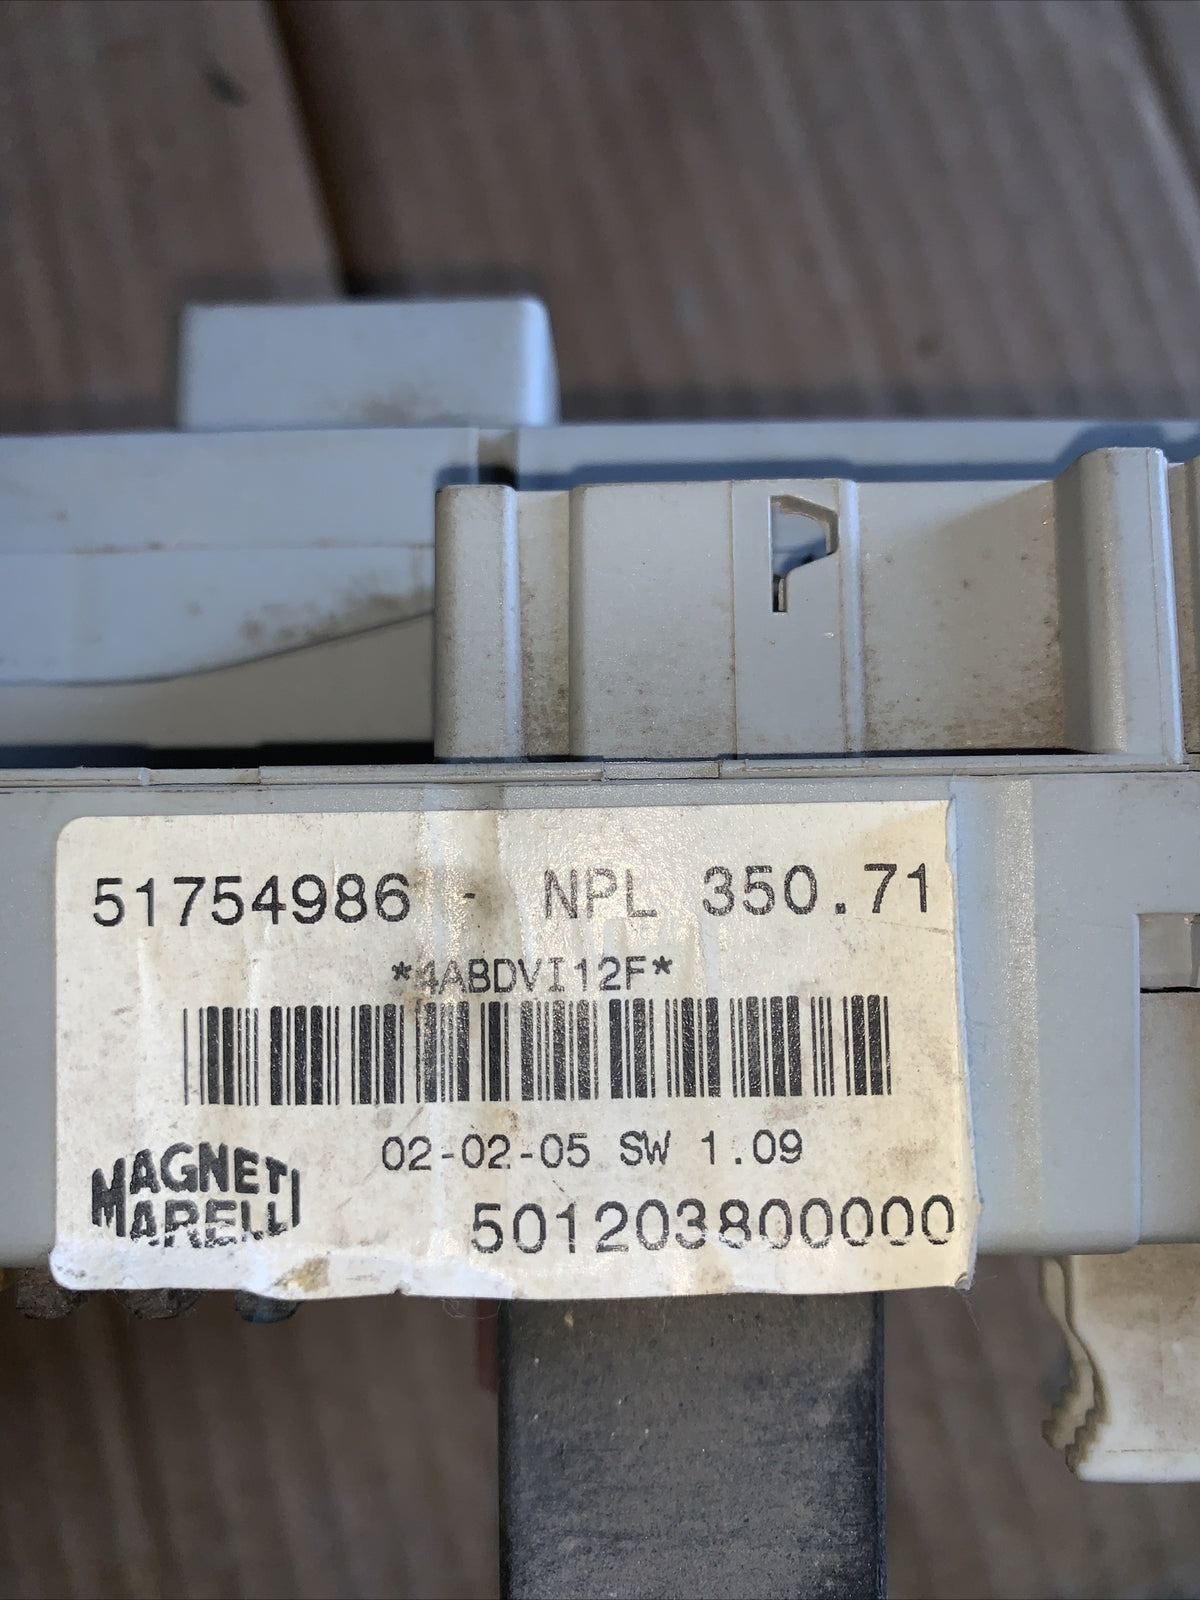 51754986 - NPL 350.71
*4ABDVI12F*
02-02-05 SW 1.09
MAGNETI
MARELLI
501203800000